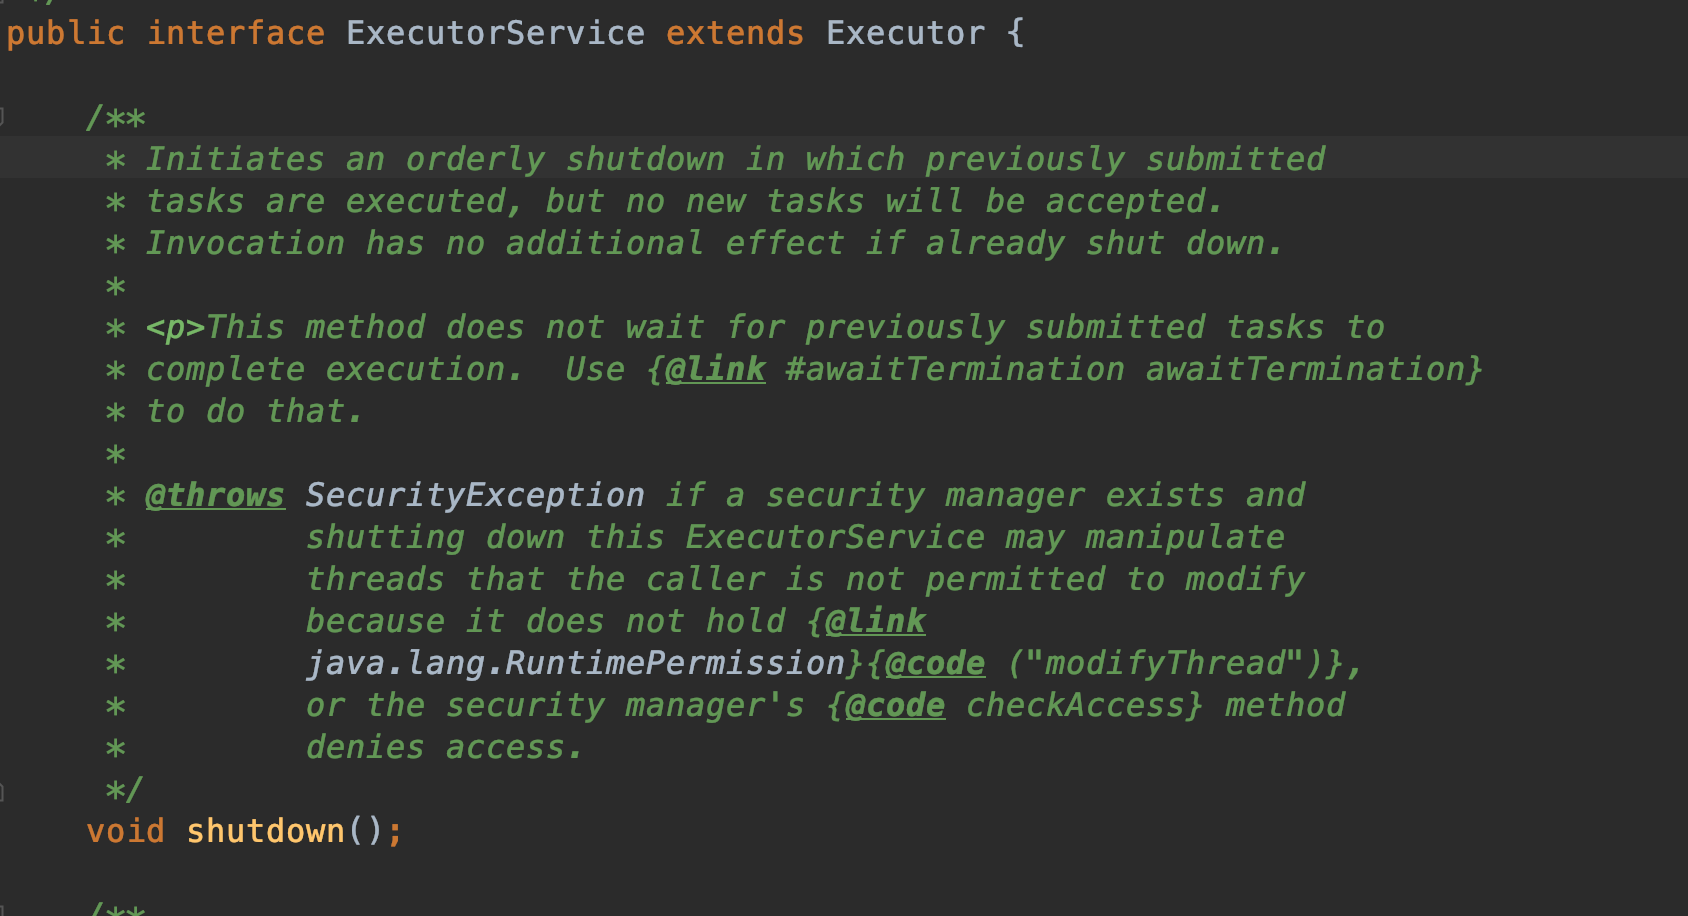 */
public interface ExecutorService extends Executor {
/**
* Initiates an orderly shutdown in which previously submitted
* tasks are executed, but no new tasks will be accepted.
* Invocation has no additional effect if already shut down.
*
* <p>This method does not wait for previously submitted tasks to
* complete execution.  Use {@link #awaitTermination awaitTermination}
* to do that.
*
* @throws SecurityException if a security manager exists and
*         shutting down this ExecutorService may manipulate
*         threads that the caller is not permitted to modify
*         because it does not hold {@link
*         java.lang.RuntimePermission}{@code ("modifyThread")},
*         or the security manager's {@code checkAccess} method
*         denies access.
*/
void shutdown();
/**